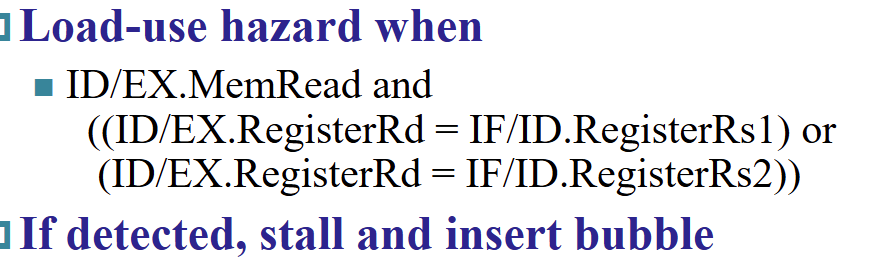 Load-use hazard when
ID/EX.MemRead and
((ID/EX.RegisterRd = IF/ID.RegisterRs1) or
(ID/EX.RegisterRd = IF/ID.RegisterRs2))
If detected, stall and insert bubble